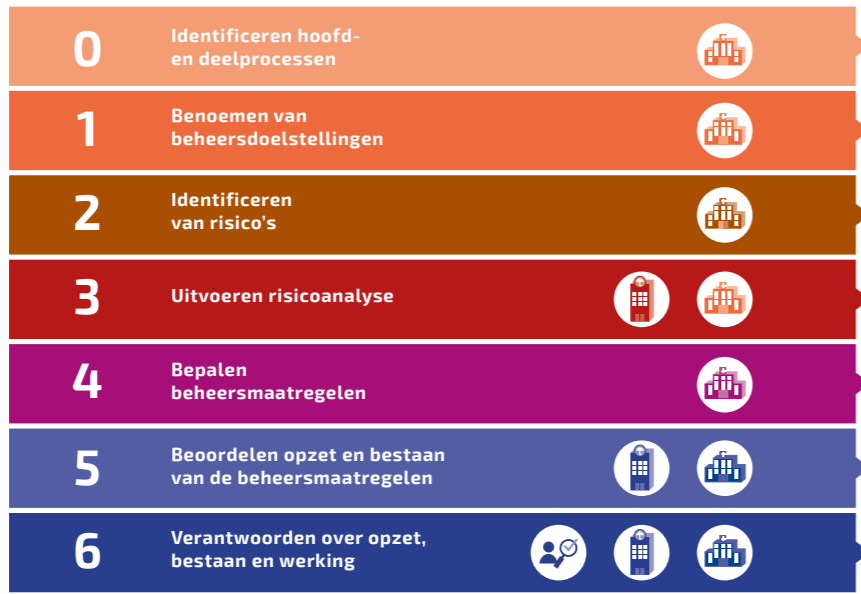 0
Identificeren hoofd-
en deelprocessen
1
Benoemen van
beheersdoelstellingen
2
Identificeren
van risico's
3
Uitvoeren risicoanalyse
4
Bepalen
beheersmaatregelen
5
Beoordelen opzet en bestaan
van de beheersmaatregelen
6
Verantwoorden over opzet,
bestaan en werking